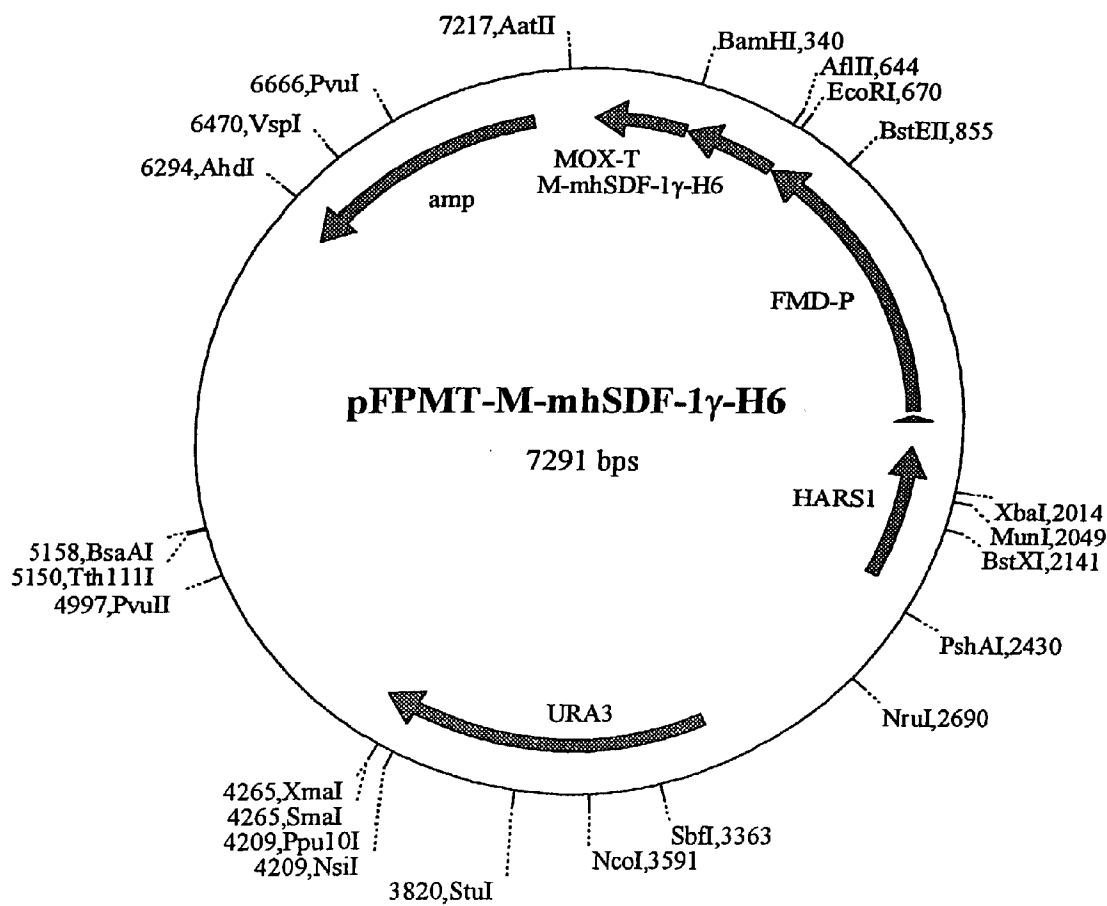 7217,AatII
BamHI,340
AflII,644
EcoRI,670
BstEII,855
6666,PvuI
6470,VspI
6294,AhdI
MOX-T
M-mhSDF-1γ-H6
amp
FMD-P
pFPMT-M-mhSDF-1γ-H6
7291 bps
HARS1
XbaI,2014
MunI,2049
BstXI,2141
5158,BsaAI
5150,Tth111I
4997,PvuII
PshAI,2430
NruI,2690
URA3
4265,XmaI
4265,SmaI
4209,Ppu10I
4209,NsiI
3820,StuI
NcoI,3591
SbfI,3363